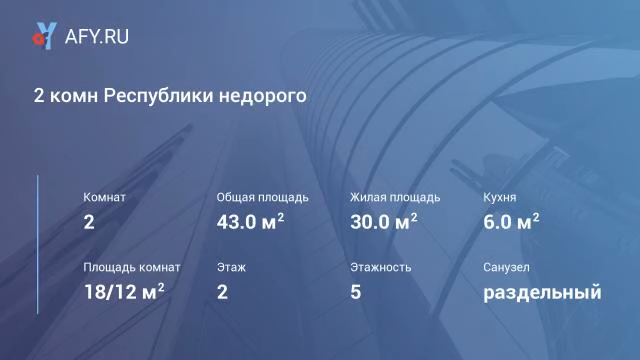 AFY.RU
2 комн Республики недорого
Комнат
2
Общая площадь
43.0 м²
Жилая площадь
30.0 м²
Кухня
6.0 м²
Площадь комнат
18/12 м²
Этаж
2
Этажность
5
Санузел
раздельный